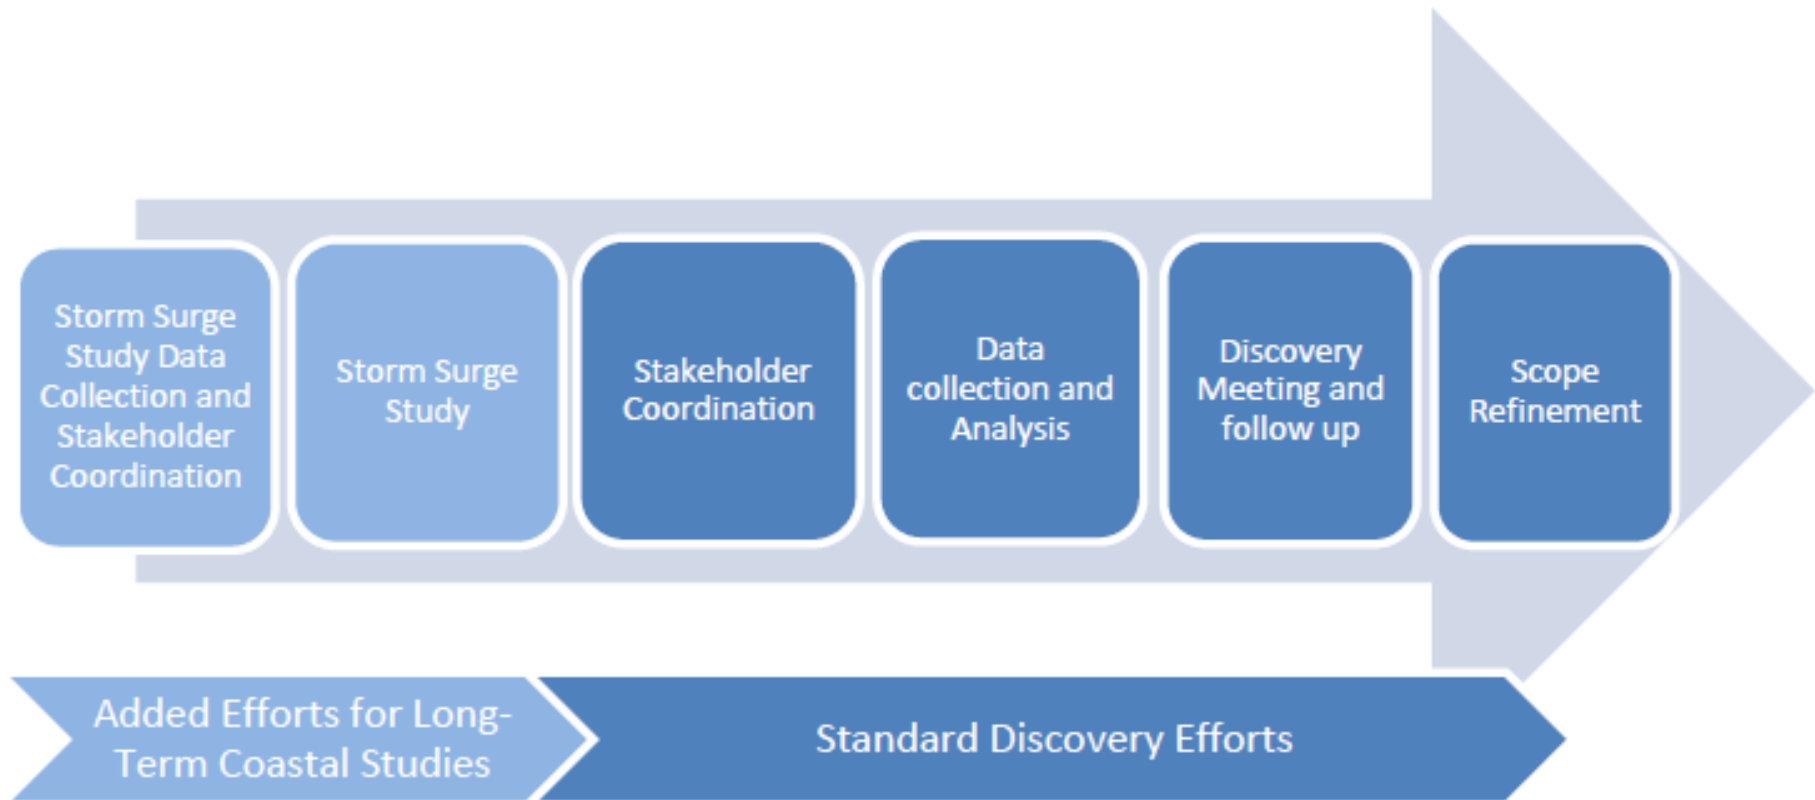 Storm Surge
Study Data
Collection and
Stakeholder
Coordination
Storm Surge
Study
Stakeholder
Coordination
Data
collection and
Analysis
Discovery
Meeting and
follow up
Scope
Refinement
Added Efforts for Long-
Term Coastal Studies
Standard Discovery Efforts